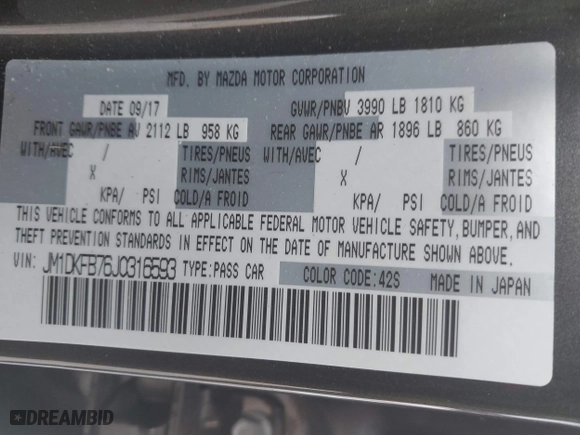 MFD. BY MAZDA MOTOR CORPORATION
DATE 09/17 GVWR/PNBV 3990 LB 1810 KG
FRONT GAWR/PNBE AV 2112 LB 958 KG REAR GAWR/PNBE AR 1896 LB 860 KG
WITH/AVEC / TIRES/PNEUS WITH/AVEC / TIRES/PNEUS
X RIMS/JANTES X RIMS/JANTES
KPA/ PSI COLD/A FROID KPA/ PSI COLD/A FROID
THIS VEHICLE CONFORMS TO ALL APPLICABLE FEDERAL MOTOR VEHICLE SAFETY, BUMPER, AND
THEFT PREVENTION STANDARDS IN EFFECT ON THE DATE OF MANUFACTURE SHOWN ABOVE.
VIN: JM1DKFB76J0316593 TYPE:PASS CAR COLOR CODE:42S MADE IN JAPAN
DREAMBID